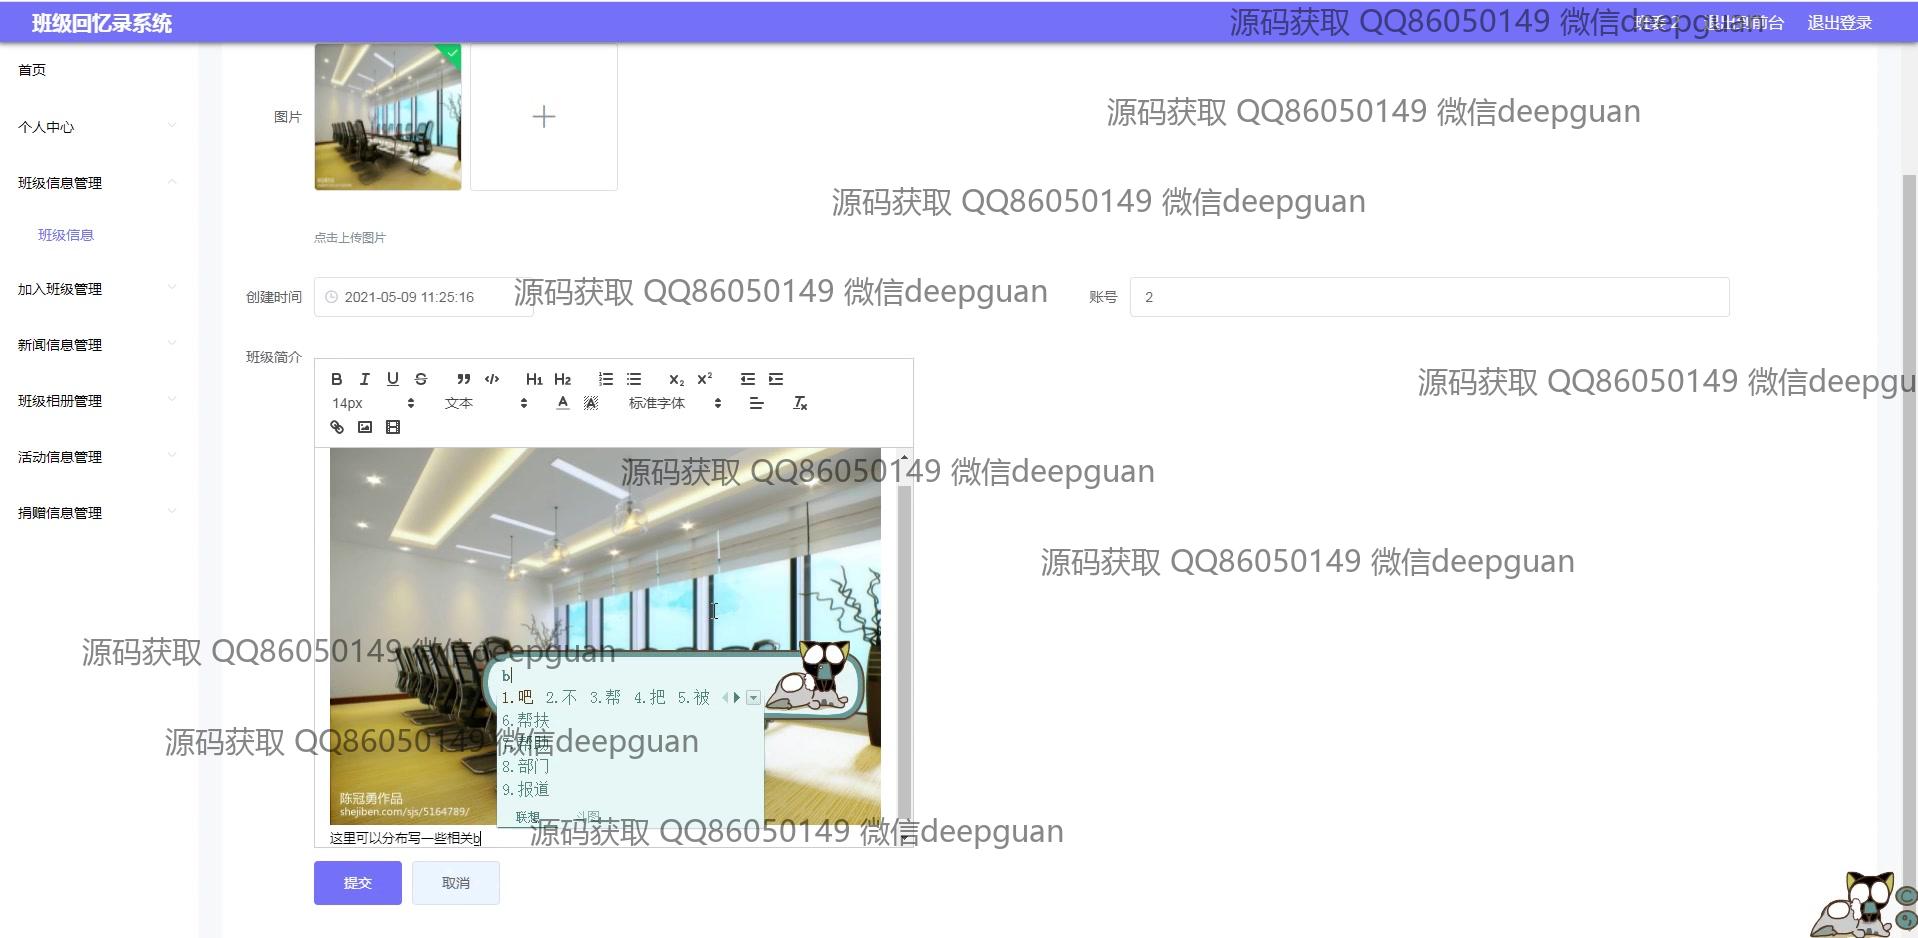 班级回忆录系统
源码获取 QQ86050149 微信deepguan
退出登录
首页
个人中心
班级信息管理
班级信息
加入班级管理
新闻信息管理
班级相册管理
活动信息管理
捐赠信息管理
图片
源码获取 QQ86050149 微信deepguan
源码获取 QQ86050149 微信deepguan
点击上传图片
创建时间
2021-05-09 11:25:16
源码获取 QQ86050149 微信deepguan
账号
2
班级简介
源码获取 QQ86050149 微信deepgu
B I U S H1 H2 X2 X2
14px 文本 A A 标准字体 Tx
源码获取 QQ86050149 微信deepguan
源码获取 QQ86050149 微信deepguan
源码获取 QQ86050149 微信deepguan
b
1.吧 2.不 3.帮 4.把 5.被
6.帮扶
源码获取 QQ86050149 微信deepguan
7.帮助
8.部门
9.报道
联想 斗图
陈冠勇作品
shejiben.com/sjs/5164789/
源码获取 QQ86050149 微信deepguan
这里可以分布写一些相关b
提交
取消